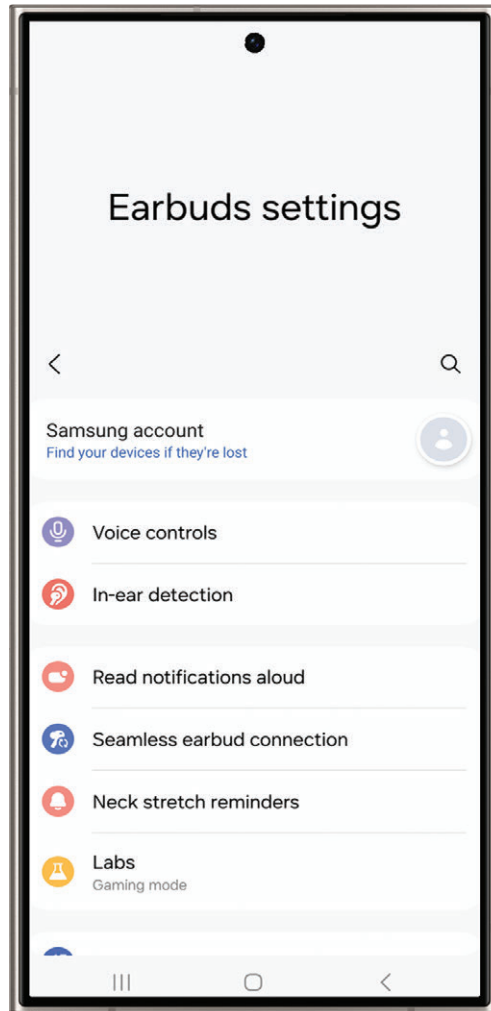 Earbuds settings
Samsung account
Find your devices if they're lost
Voice controls
In-ear detection
Read notifications aloud
Seamless earbud connection
Neck stretch reminders
Labs
Gaming mode